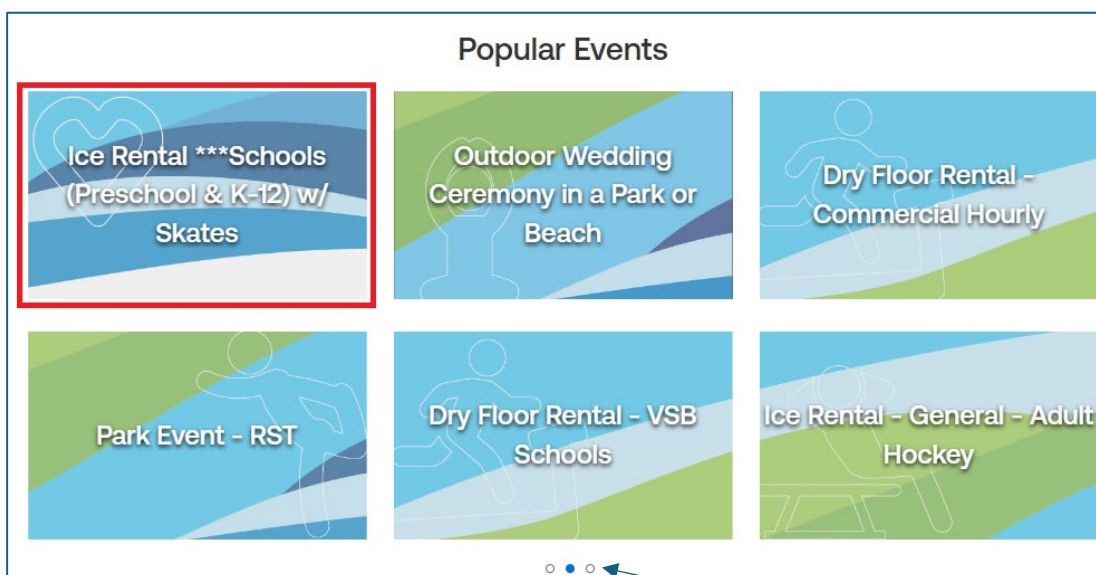 Popular Events
Ice Rental ***Schools
(Preschool & K-12) w/
Skates
Outdoor Wedding
Ceremony in a Park or
Beach
Dry Floor Rental -
Commercial Hourly
Park Event - RST
Dry Floor Rental - VSB
Schools
Ice Rental - General - Adult
Hockey